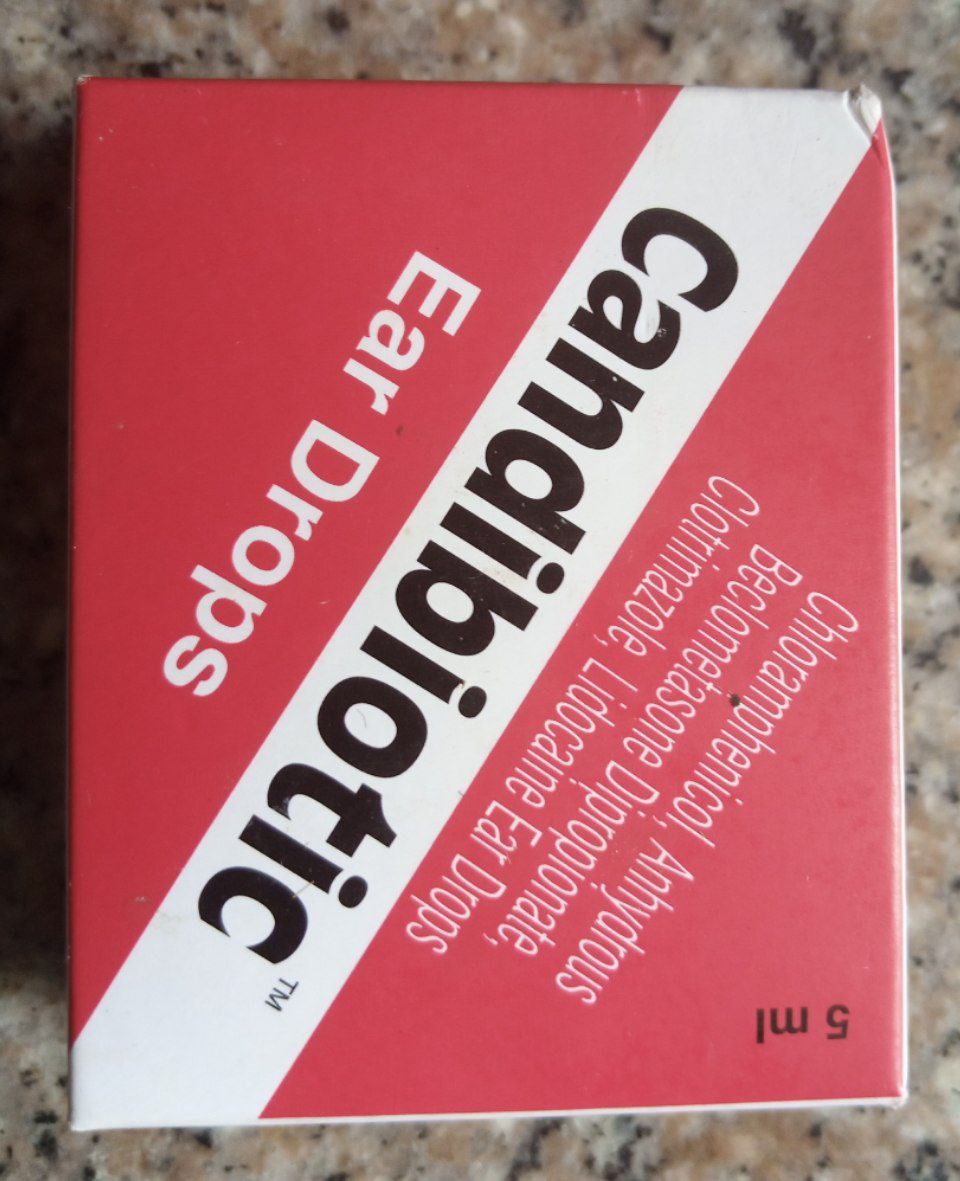 Candibiotic™
Ear Drops
Chloramphenicol, Anhydrous
Beclometasone Dipropionate,
Clotrimazole, Lidocaine Ear Drops
5 ml